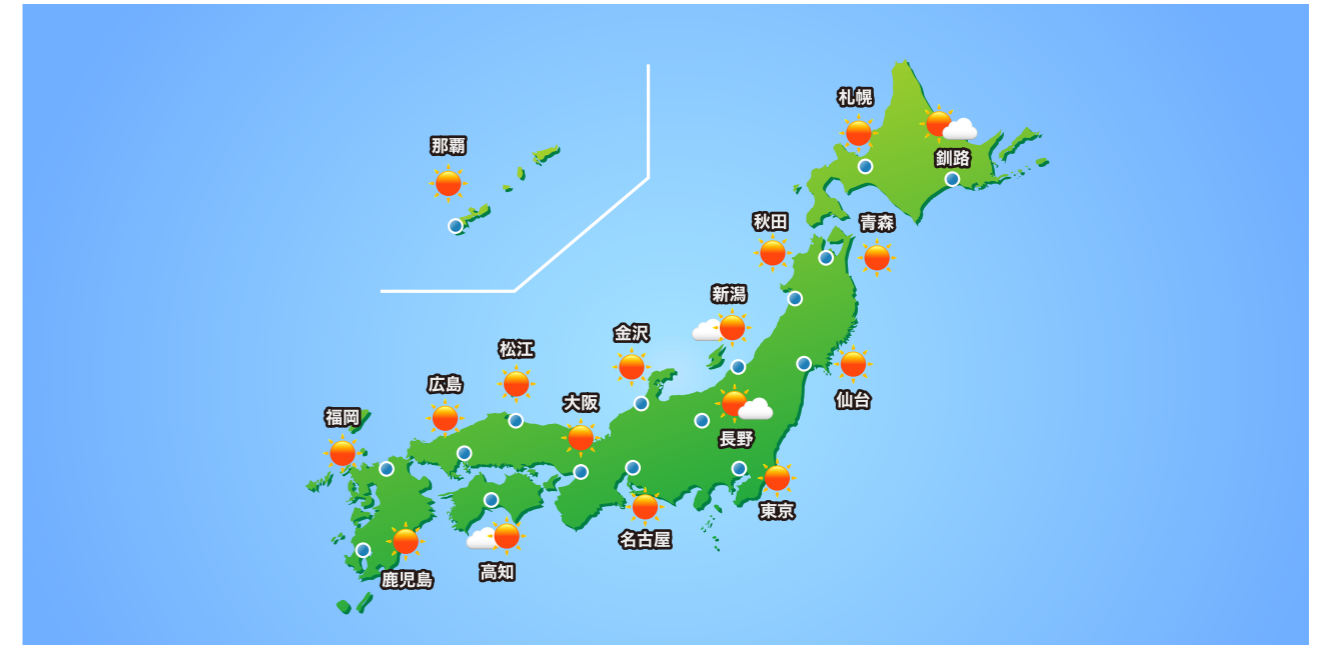 札幌
那覇
釧路
秋田
青森
新潟
金沢
松江
広島
大阪
仙台
福岡
長野
東京
名古屋
高知
鹿児島